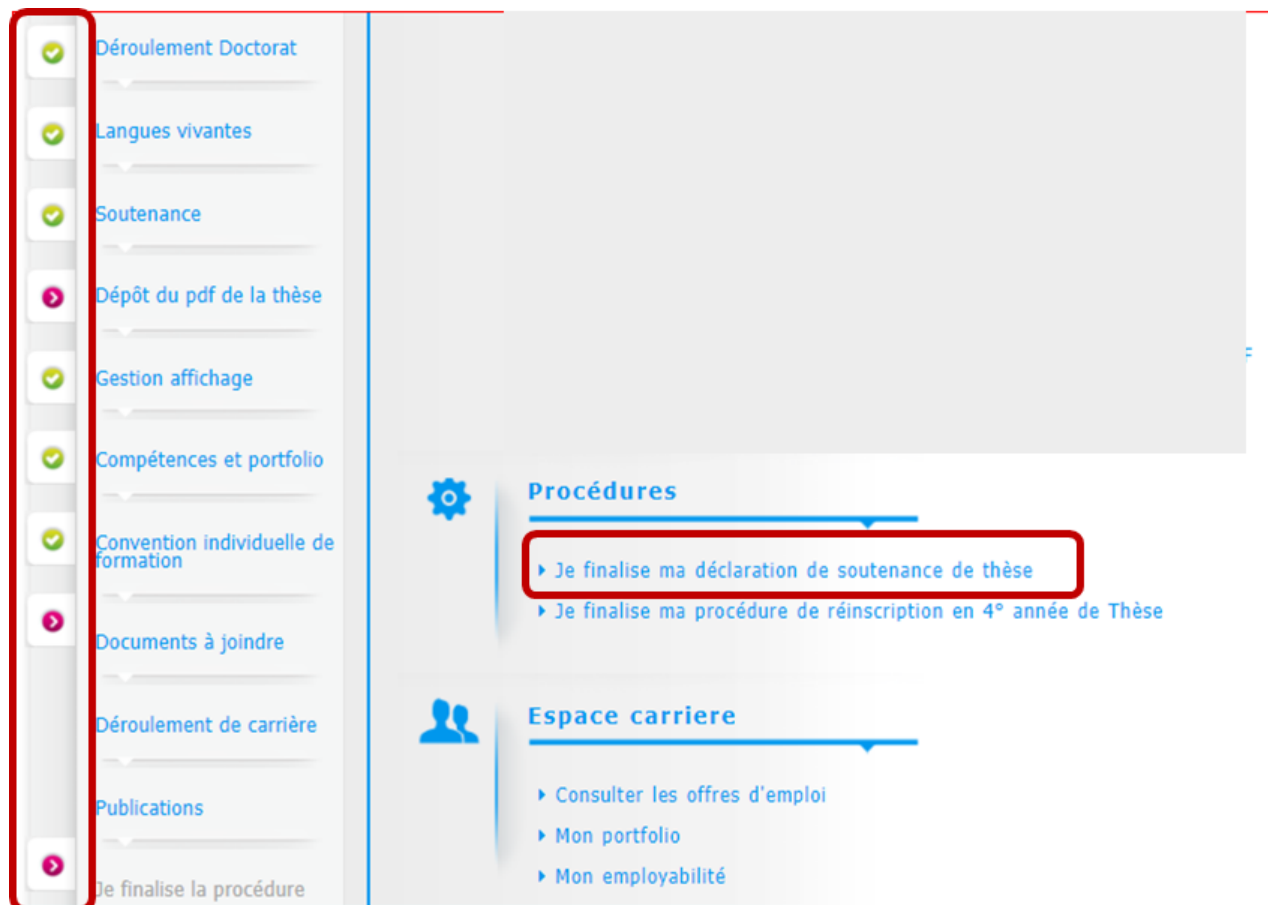 Déroulement Doctorat
Langues vivantes
Soutenance
Dépôt du pdf de la thèse
Gestion affichage
Compétences et portfolio
Convention individuelle de
formation
Documents à joindre
Déroulement de carrière
Publications
Je finalise la procédure
Procédures
Je finalise ma déclaration de soutenance de thèse
Je finalise ma procédure de réinscription en 4° année de Thèse
Espace carriere
Consulter les offres d'emploi
Mon portfolio
Mon employabilité